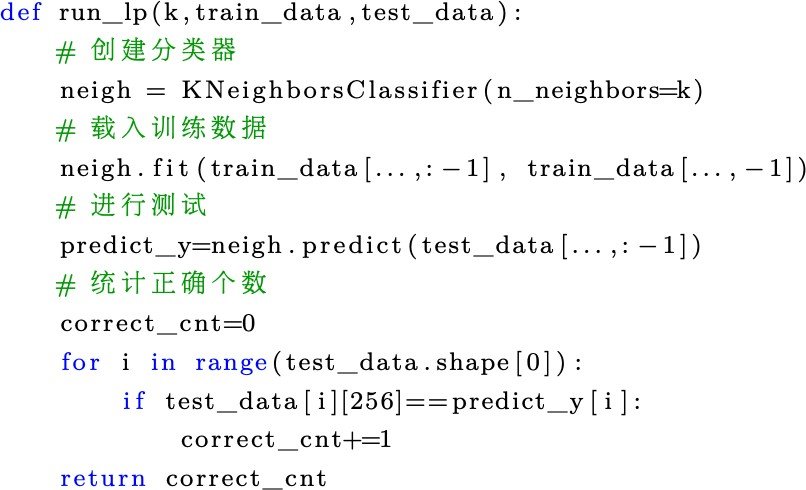 def run_lp(k,train_data,test_data):
    # 创建分类器
    neigh = KNeighborsClassifier(n_neighbors=k)
    # 载入训练数据
    neigh.fit(train_data[...,:-1], train_data[...,-1])
    # 进行测试
    predict_y=neigh.predict(test_data[...,:-1])
    # 统计正确个数
    correct_cnt=0
    for i in range(test_data.shape[0]):
        if test_data[i][256]==predict_y[i]:
            correct_cnt+=1
    return correct_cnt